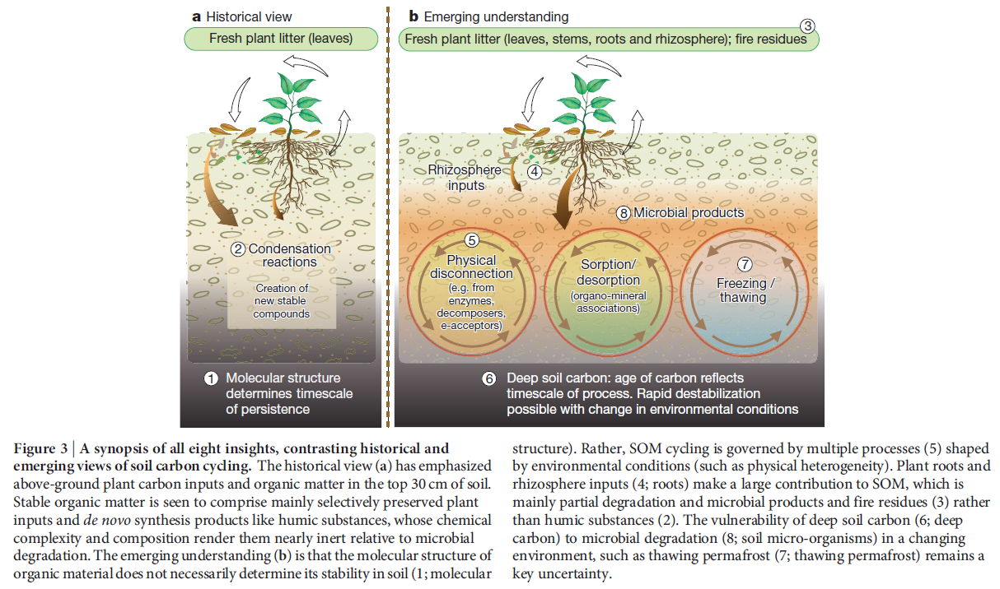 a Historical view
Fresh plant litter (leaves)
2 Condensation
reactions
Creation of
new stable
compounds
1 Molecular structure
determines timescale
of persistence
b Emerging understanding
3
Fresh plant litter (leaves, stems, roots and rhizosphere); fire residues
Rhizosphere
inputs
4
8 Microbial products
5
Physical
disconnection
(e.g. from
enzymes,
decomposers,
e-acceptors)
Sorption/
desorption
(organo-mineral
associations)
7
Freezing /
thawing
6 Deep soil carbon: age of carbon reflects
timescale of process. Rapid destabilization
possible with change in environmental conditions
Figure 3 | A synopsis of all eight insights, contrasting historical and
emerging views of soil carbon cycling. The historical view (a) has emphasized
above-ground plant carbon inputs and organic matter in the top 30 cm of soil.
Stable organic matter is seen to comprise mainly selectively preserved plant
inputs and de novo synthesis products like humic substances, whose chemical
complexity and composition render them nearly inert relative to microbial
degradation. The emerging understanding (b) is that the molecular structure of
organic material does not necessarily determine its stability in soil (1; molecular
structure). Rather, SOM cycling is governed by multiple processes (5) shaped
by environmental conditions (such as physical heterogeneity). Plant roots and
rhizosphere inputs (4; roots) make a large contribution to SOM, which is
mainly partial degradation and microbial products and fire residues (3) rather
than humic substances (2). The vulnerability of deep soil carbon (6; deep
carbon) to microbial degradation (8; soil micro-organisms) in a changing
environment, such as thawing permafrost (7; thawing permafrost) remains a
key uncertainty.